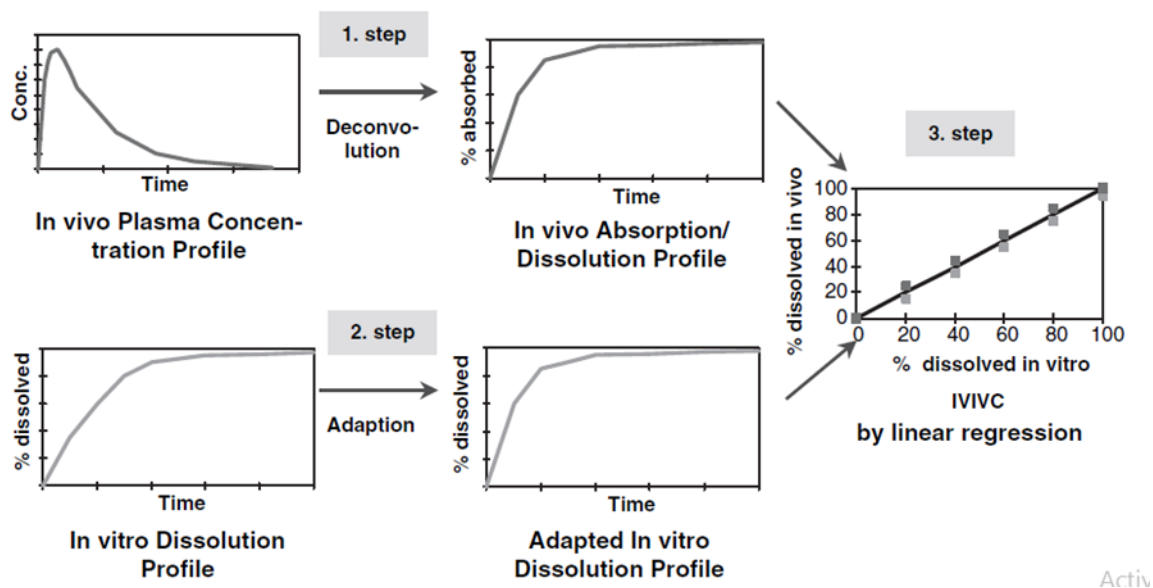 1. step
Conc.
Time
In vivo Plasma Concen-
tration Profile
Deconvo-
lution
% absorbed
Time
In vivo Absorption/
Dissolution Profile
3. step
% dissolved in vivo
100
80
60
40
20
0
0 20 40 60 80 100
% dissolved in vitro
IVIVC
by linear regression
2. step
% dissolved
Time
In vitro Dissolution
Profile
Adaption
% dissolved
Time
Adapted In vitro
Dissolution Profile
Activ